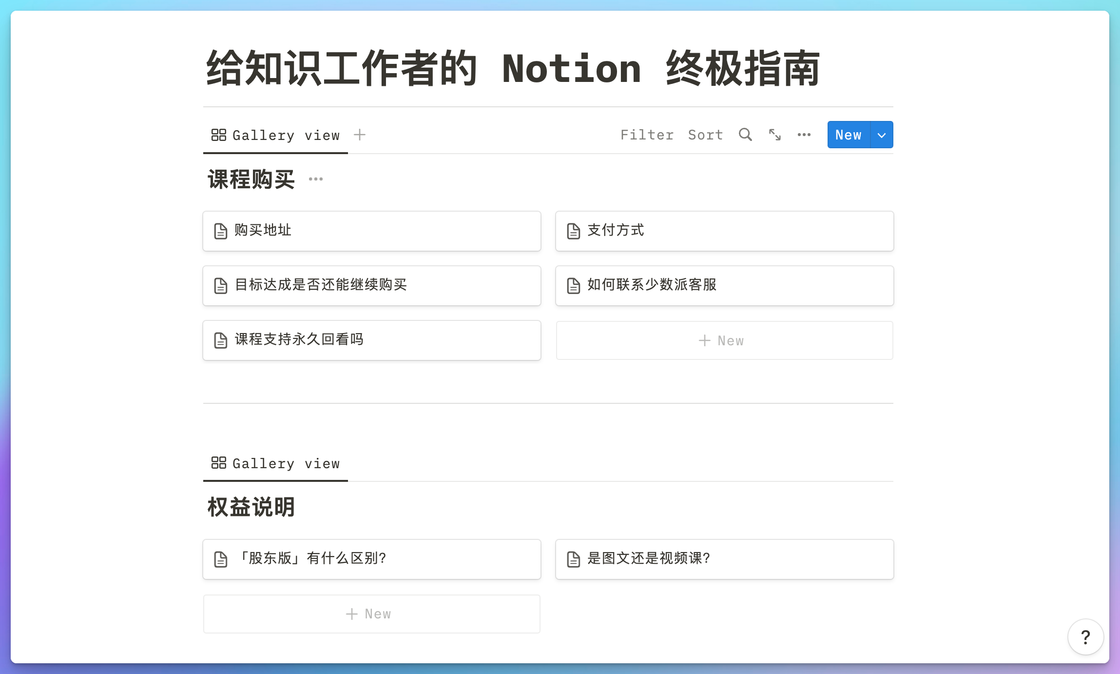 给知识工作者的 Notion 终极指南
Gallery view
Filter Sort New
课程购买
购买地址
支付方式
目标达成是否还能继续购买
如何联系少数派客服
课程支持永久回看吗
New
Gallery view
权益说明
「股东版」有什么区别?
是图文还是视频课?
New
?